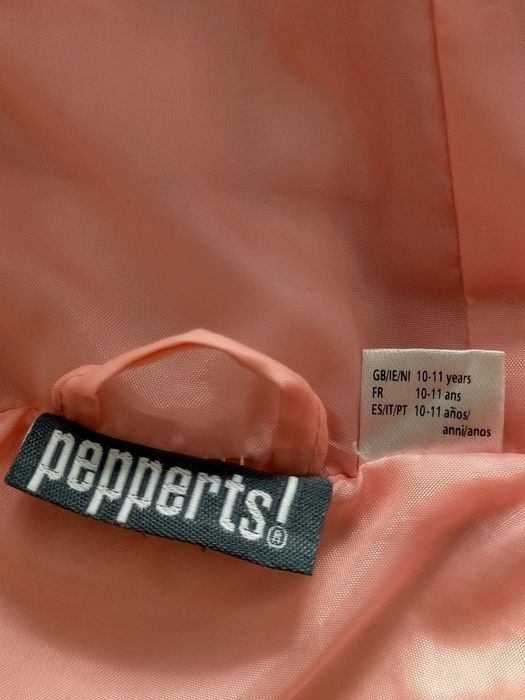 pepperts!®
GB/IE/NI 10-11 years
FR 10-11 ans
ES/IT/PT 10-11 años/
anni/anos